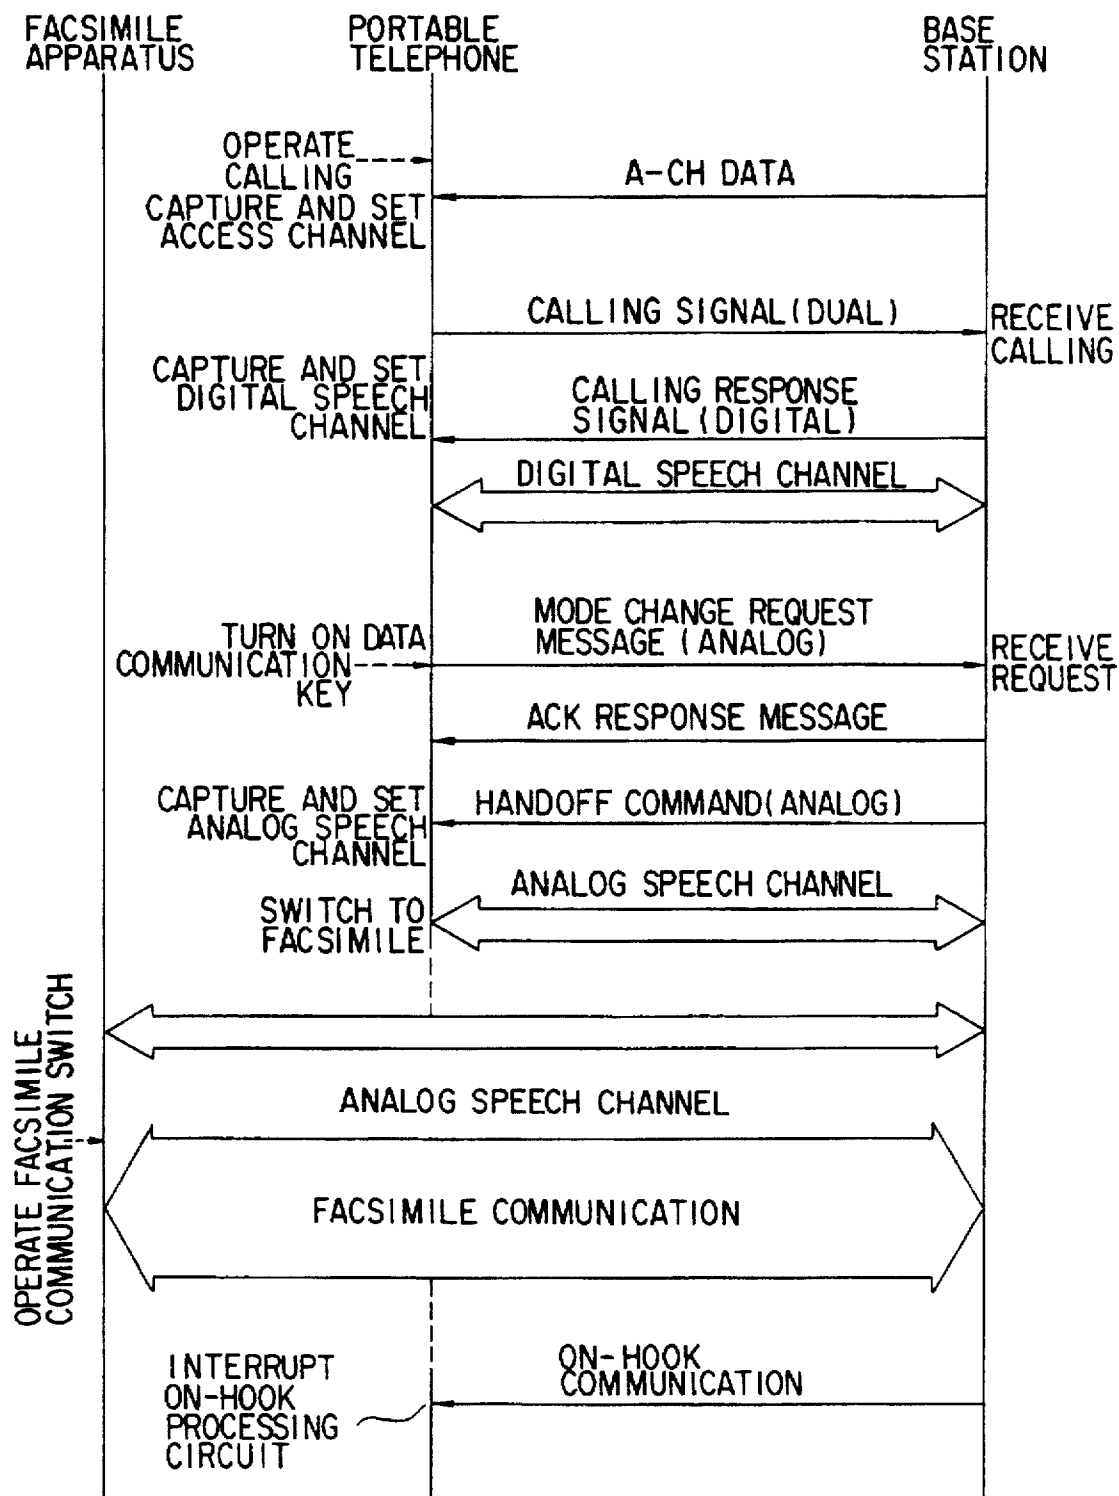 FACSIMILE
APPARATUS
PORTABLE
TELEPHONE
BASE
STATION
OPERATE
CALLING
CAPTURE AND SET
ACCESS CHANNEL
A-CH DATA
CALLING SIGNAL(DUAL)
RECEIVE
CALLING
CAPTURE AND SET
DIGITAL SPEECH
CHANNEL
CALLING RESPONSE
SIGNAL(DIGITAL)
DIGITAL SPEECH CHANNEL
TURN ON DATA
COMMUNICATION
KEY
MODE CHANGE REQUEST
MESSAGE (ANALOG)
RECEIVE
REQUEST
ACK RESPONSE MESSAGE
CAPTURE AND SET
ANALOG SPEECH
CHANNEL
HANDOFF COMMAND(ANALOG)
ANALOG SPEECH CHANNEL
SWITCH TO
FACSIMILE
OPERATE FACSIMILE
COMMUNICATION SWITCH
ANALOG SPEECH CHANNEL
FACSIMILE COMMUNICATION
INTERRUPT
ON-HOOK
PROCESSING
CIRCUIT
ON-HOOK
COMMUNICATION